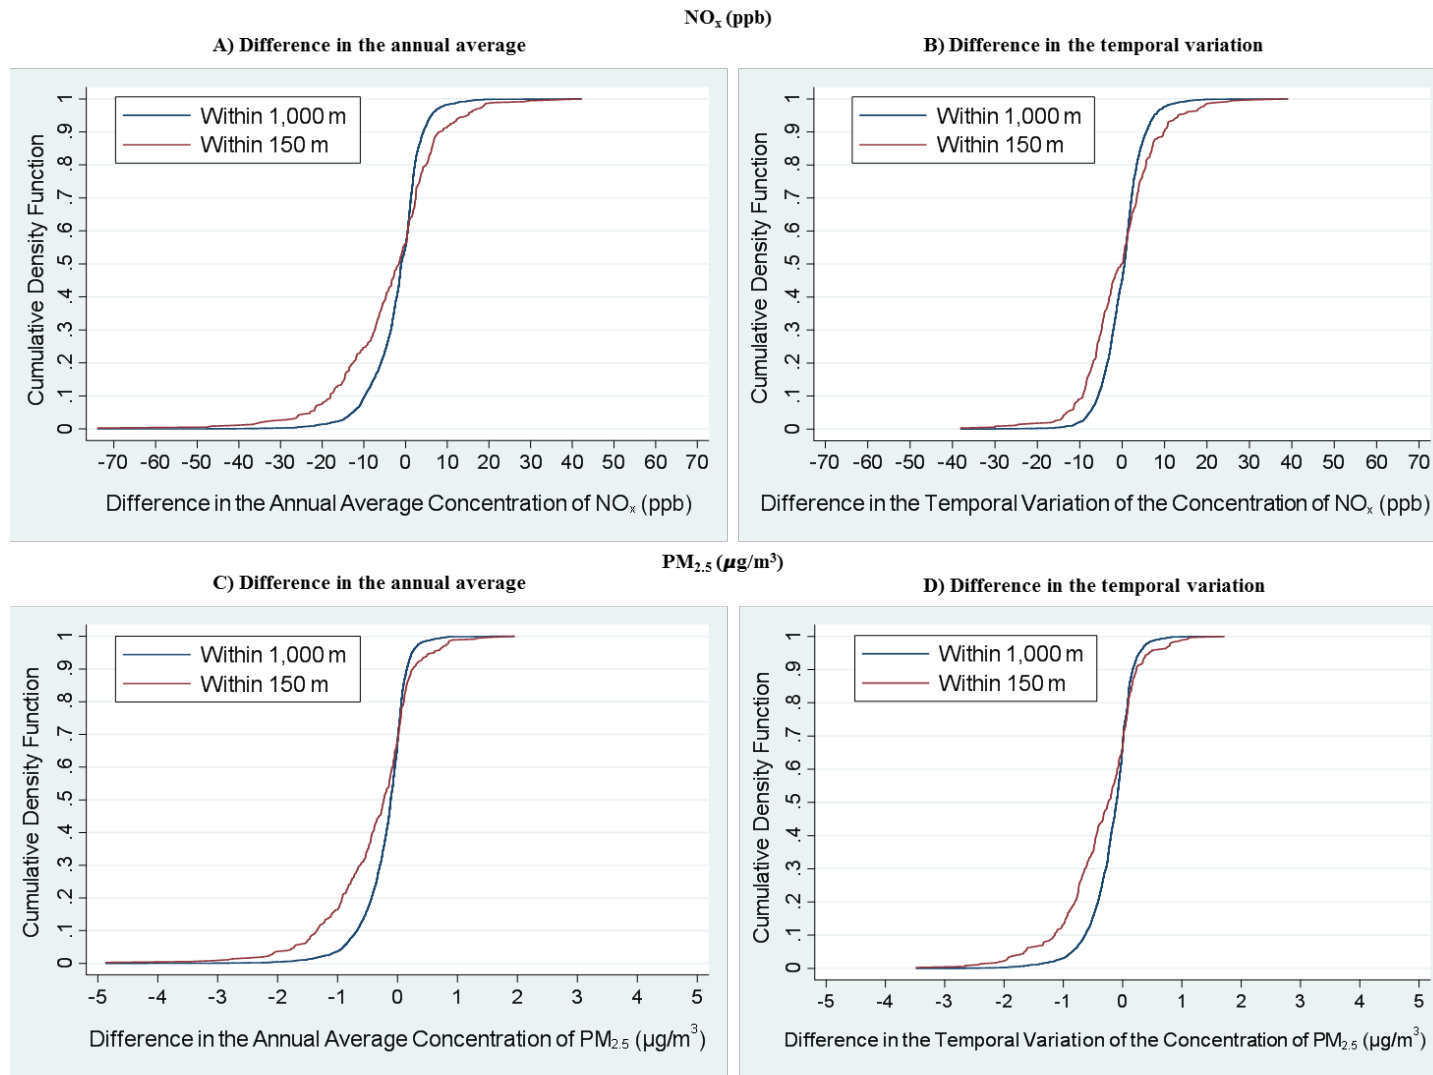 NOₓ (ppb)
A) Difference in the annual average
B) Difference in the temporal variation
Within 1,000 m
Within 150 m
Cumulative Density Function
0 .1 .2 .3 .4 .5 .6 .7 .8 .9 1
-70 -60 -50 -40 -30 -20 -10 0 10 20 30 40 50 60 70
Difference in the Annual Average Concentration of NOₓ (ppb)
Within 1,000 m
Within 150 m
Cumulative Density Function
0 .1 .2 .3 .4 .5 .6 .7 .8 .9 1
-70 -60 -50 -40 -30 -20 -10 0 10 20 30 40 50 60 70
Difference in the Temporal Variation of the Concentration of NOₓ (ppb)
PM₂.₅ (µg/m³)
C) Difference in the annual average
D) Difference in the temporal variation
Within 1,000 m
Within 150 m
Cumulative Density Function
0 .1 .2 .3 .4 .5 .6 .7 .8 .9 1
-5 -4 -3 -2 -1 0 1 2 3 4 5
Difference in the Annual Average Concentration of PM₂.₅ (µg/m³)
Within 1,000 m
Within 150 m
Cumulative Density Function
0 .1 .2 .3 .4 .5 .6 .7 .8 .9 1
-5 -4 -3 -2 -1 0 1 2 3 4 5
Difference in the Temporal Variation of the Concentration of PM₂.₅ (µg/m³)